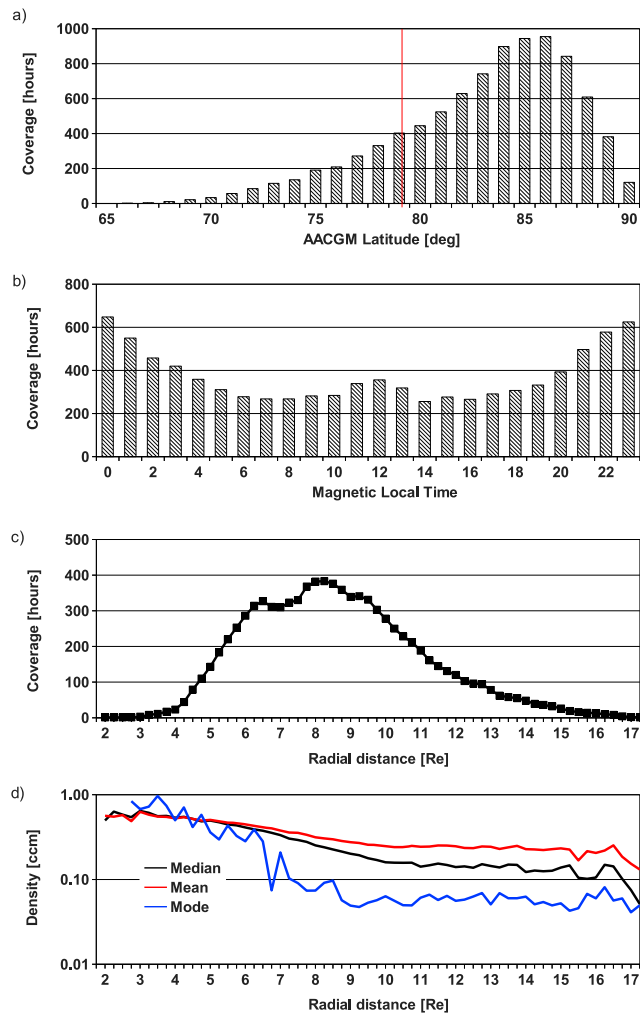 a)
Coverage [hours]
1000
800
600
400
200
0
65 70 75 80 85 90
AACGM Latitude [deg]
b)
Coverage [hours]
800
600
400
200
0
0 2 4 6 8 10 12 14 16 18 20 22
Magnetic Local Time
c)
Coverage [hours]
500
400
300
200
100
0
2 3 4 5 6 7 8 9 10 11 12 13 14 15 16 17
Radial distance [Re]
d)
Density [ccm]
1.00
0.10
0.01
Median
Mean
Mode
2 3 4 5 6 7 8 9 10 11 12 13 14 15 16 17
Radial distance [Re]